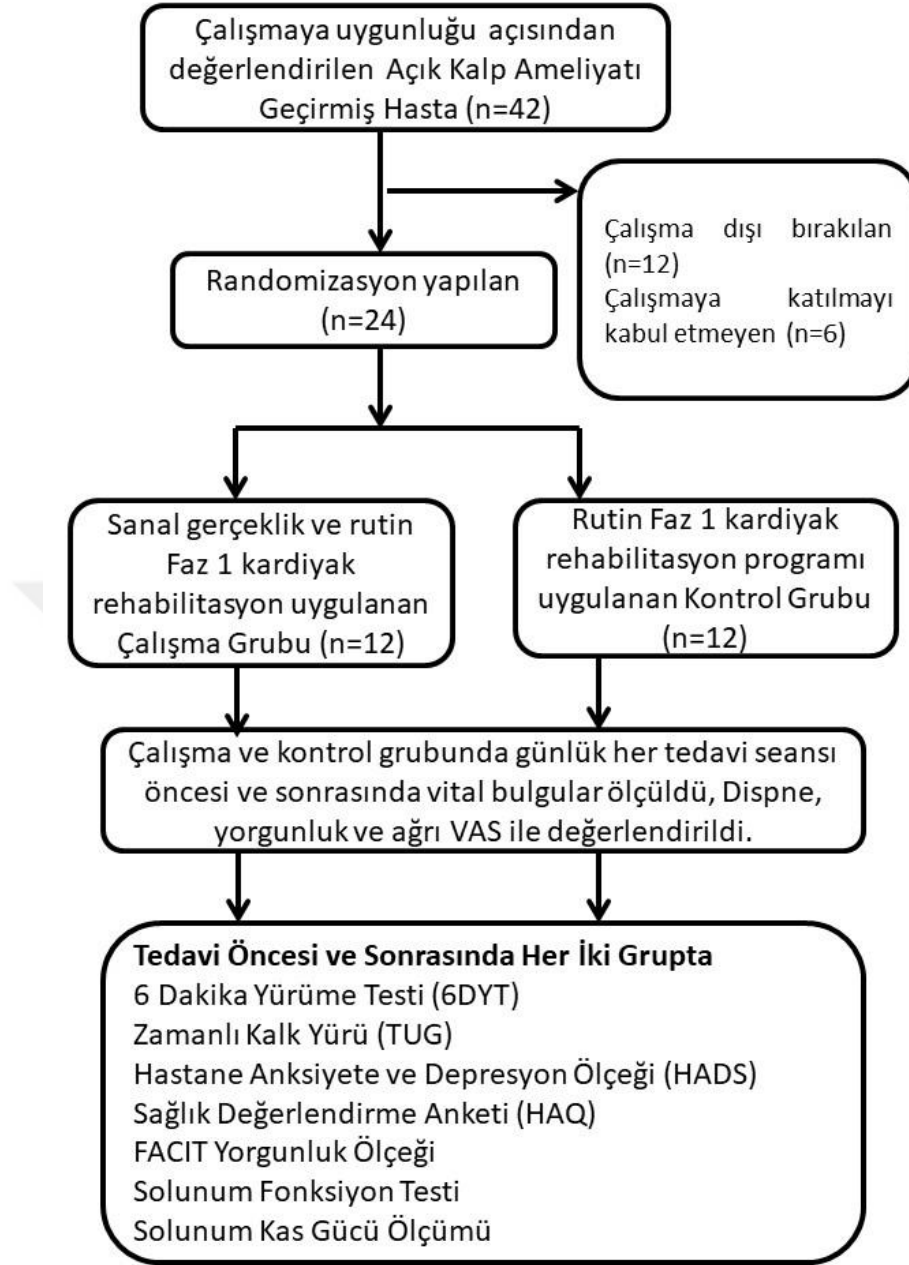 Çalışmaya uygunluğu açısından
değerlendirilen Açık Kalp Ameliyatı
Geçirmiş Hasta (n=42)
Çalışma dışı bırakılan
(n=12)
Çalışmaya katılmayı
kabul etmeyen (n=6)
Randomizasyon yapılan
(n=24)
Sanal gerçeklik ve rutin
Faz 1 kardiyak
rehabilitasyon uygulanan
Çalışma Grubu (n=12)
Rutin Faz 1 kardiyak
rehabilitasyon programı
uygulanan Kontrol Grubu
(n=12)
Çalışma ve kontrol grubunda günlük her tedavi seansı
öncesi ve sonrasında vital bulgular ölçüldü, Dispne,
yorgunluk ve ağrı VAS ile değerlendirildi.
Tedavi Öncesi ve Sonrasında Her İki Grupta
6 Dakika Yürüme Testi (6DYT)
Zamanlı Kalk Yürü (TUG)
Hastane Anksiyete ve Depresyon Ölçeği (HADS)
Sağlık Değerlendirme Anketi (HAQ)
FACIT Yorgunluk Ölçeği
Solunum Fonksiyon Testi
Solunum Kas Gücü Ölçümü